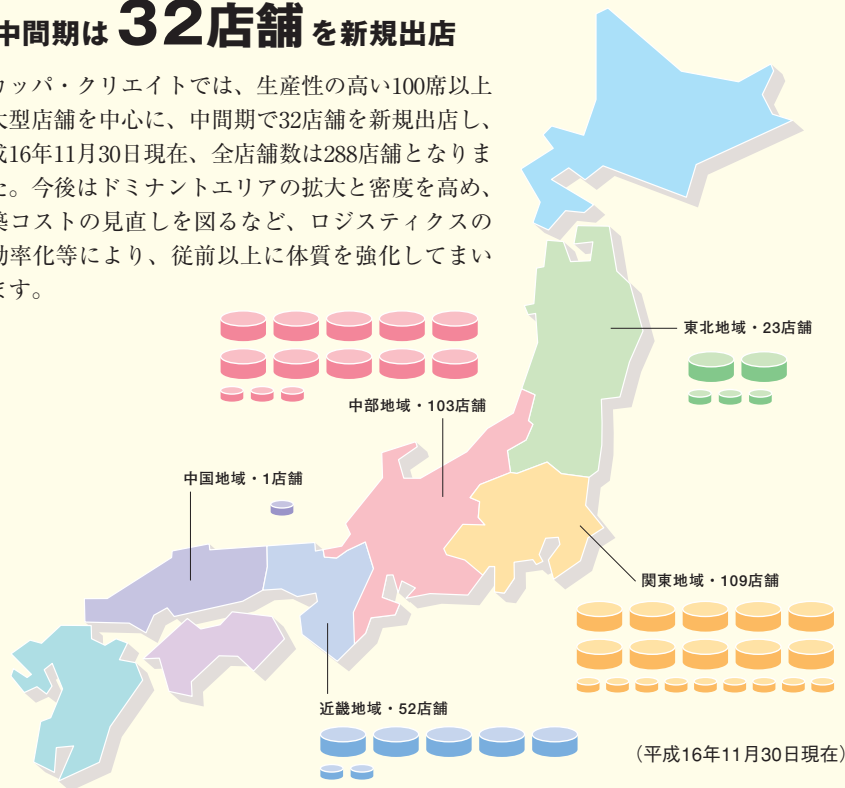 中間期は32店舗を新規出店
カッパ・クリエイトでは、生産性の高い100席以上
大型店舗を中心に、中間期で32店舗を新規出店し、
成16年11月30日現在、全店舗数は288店舗となりま
た。今後はドミナントエリアの拡大と密度を高め、
築コストの見直しを図るなど、ロジスティクスの
効率化等により、従前以上に体質を強化してまい
ます。
東北地域・23店舗
中部地域・103店舗
中国地域・1店舗
関東地域・109店舗
近畿地域・52店舗
（平成16年11月30日現在）